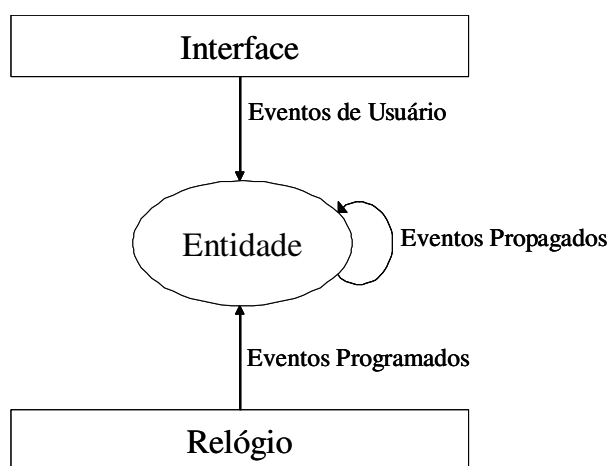 Interface
Eventos de Usuário
Entidade
Eventos Propagados
Eventos Programados
Relógio